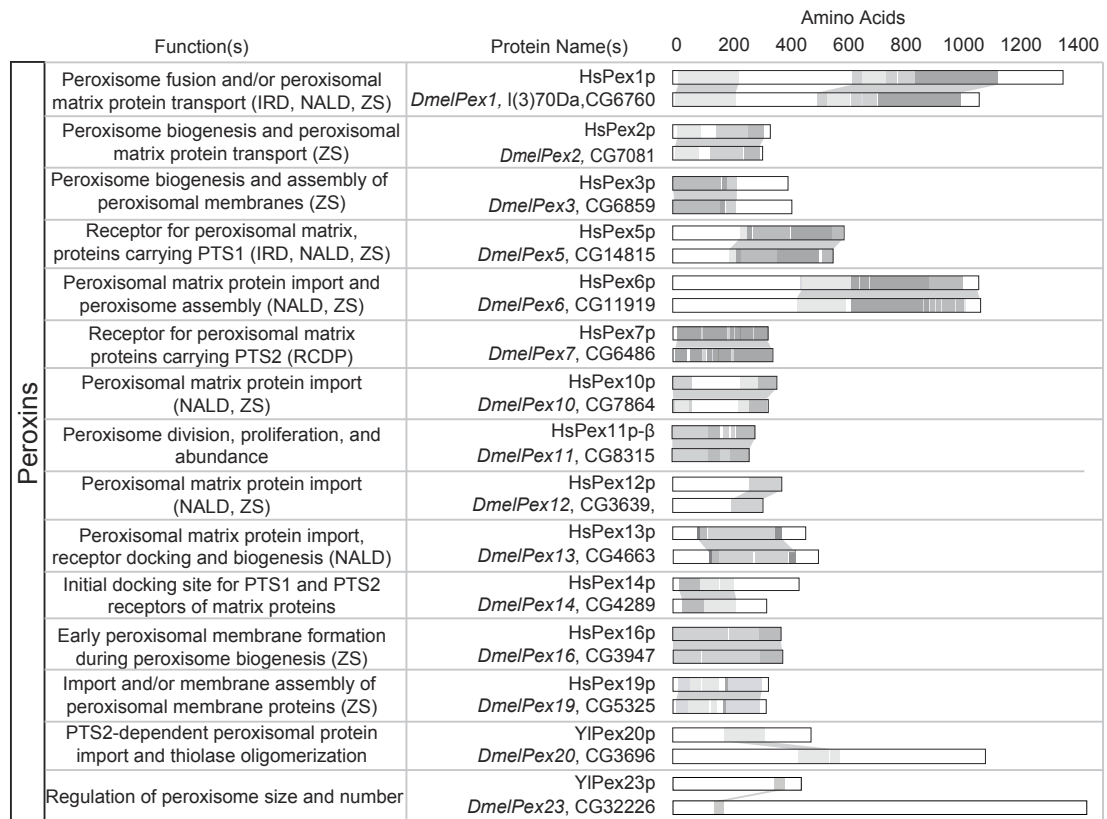 Amino Acids
Function(s) Protein Name(s) 0 200 400 600 800 1000 1200 1400
Peroxins
Peroxisome fusion and/or peroxisomal
matrix protein transport (IRD, NALD, ZS)
HsPex1p
DmelPex1, l(3)70Da,CG6760
Peroxisome biogenesis and peroxisomal
matrix protein transport (ZS)
HsPex2p
DmelPex2, CG7081
Peroxisome biogenesis and assembly of
peroxisomal membranes (ZS)
HsPex3p
DmelPex3, CG6859
Receptor for peroxisomal matrix,
proteins carrying PTS1 (IRD, NALD, ZS)
HsPex5p
DmelPex5, CG14815
Peroxisomal matrix protein import and
peroxisome assembly (NALD, ZS)
HsPex6p
DmelPex6, CG11919
Receptor for peroxisomal matrix
proteins carrying PTS2 (RCDP)
HsPex7p
DmelPex7, CG6486
Peroxisomal matrix protein import
(NALD, ZS)
HsPex10p
DmelPex10, CG7864
Peroxisome division, proliferation, and
abundance
HsPex11p-β
DmelPex11, CG8315
Peroxisomal matrix protein import
(NALD, ZS)
HsPex12p
DmelPex12, CG3639,
Peroxisomal matrix protein import,
receptor docking and biogenesis (NALD)
HsPex13p
DmelPex13, CG4663
Initial docking site for PTS1 and PTS2
receptors of matrix proteins
HsPex14p
DmelPex14, CG4289
Early peroxisomal membrane formation
during peroxisome biogenesis (ZS)
HsPex16p
DmelPex16, CG3947
Import and/or membrane assembly of
peroxisomal membrane proteins (ZS)
HsPex19p
DmelPex19, CG5325
PTS2-dependent peroxisomal protein
import and thiolase oligomerization
YlPex20p
DmelPex20, CG3696
Regulation of peroxisome size and number
YlPex23p
DmelPex23, CG32226